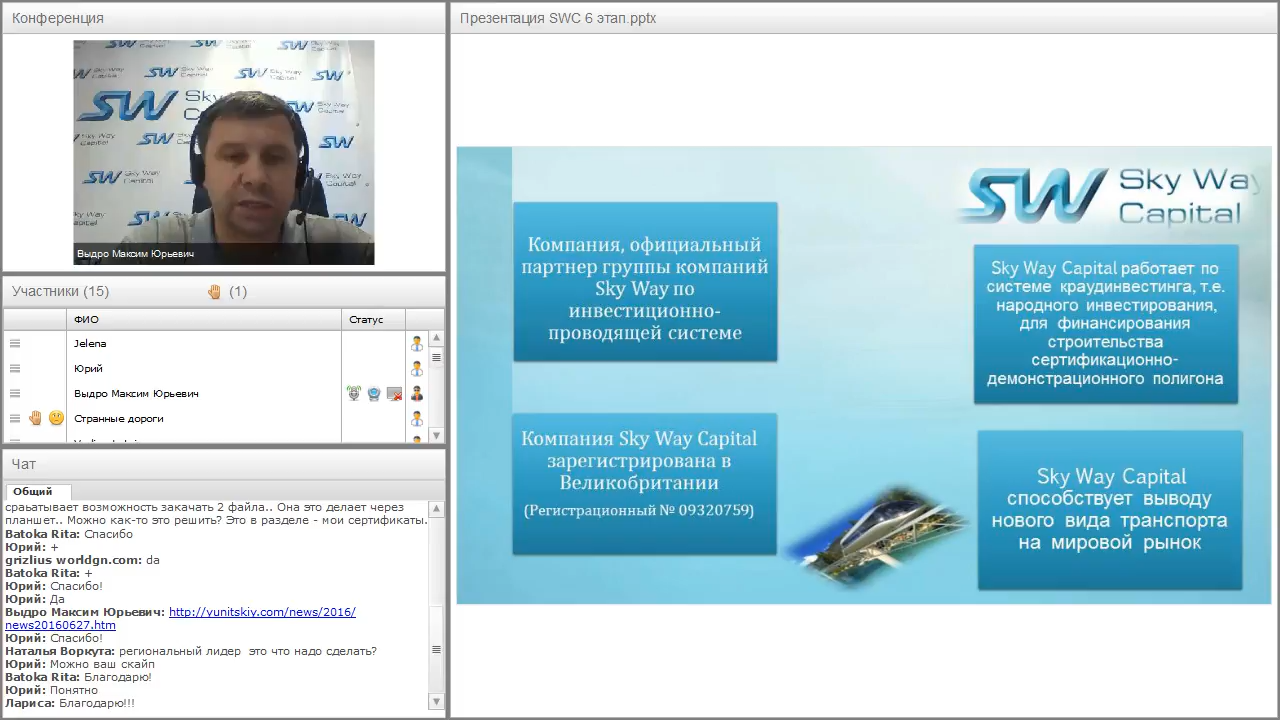 Конференция
SW
Sky Way
Capital
Выдро Максим Юрьевич
Участники (15)
(1)
ФИО
Статус
Jelena
Юрий
Выдро Максим Юрьевич
Странные дороги
Чат
Общий
сраьатывает возможность закачать 2 файла.. Она это делает через
планшет.. Можно как-то это решить? Это в разделе - мои сертификаты.
Batoka Rita: Спасибо
Юрий: +
grizlius worldgn.com: da
Batoka Rita: +
Юрий: Спасибо!
Юрий: Да
Выдро Максим Юрьевич: http://yunitskiy.com/news/2016/
news20160627.htm
Юрий: Спасибо!
Наталья Воркута: региональный лидер это что надо сделать?
Юрий: Можно ваш скайп
Batoka Rita: Благодарю!
Юрий: Понятно
Лариса: Благодарю!!!
Презентация SWC 6 этап.pptx
SW Sky Way
Capital
Компания, официальный
партнер группы компаний
Sky Way по
инвестиционно-
проводящей системе
Sky Way Capital работает по
системе краудинвестинга, т.е.
народного инвестирования,
для финансирования
строительства
сертификационно-
демонстрационного полигона
Компания Sky Way Capital
зарегистрирована в
Великобритании
(Регистрационный № 09320759)
Sky Way Capital
способствует выводу
нового вида транспорта
на мировой рынок